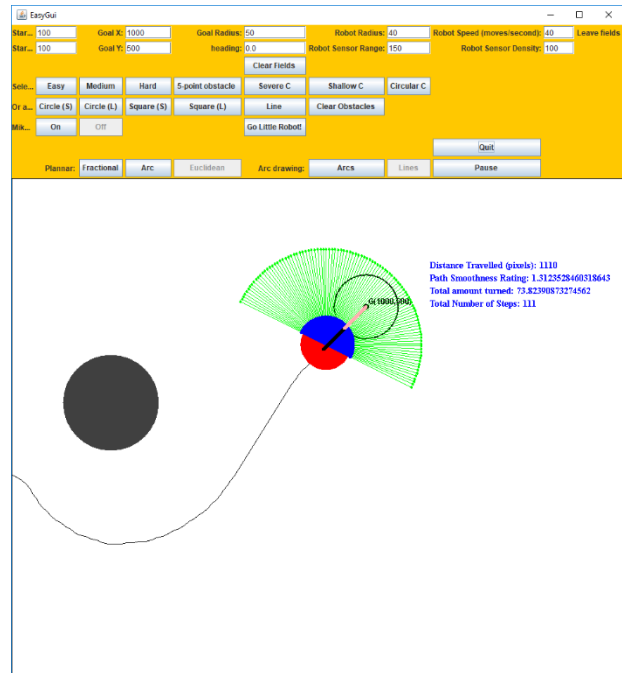 EasyGui
Star... 100 Goal X: 1000 Goal Radius: 50 Robot Radius: 40 Robot Speed (moves/second): 40 Leave fields
Star... 100 Goal Y: 500 heading: 0.0 Robot Sensor Range: 150 Robot Sensor Density: 100
Clear Fields
Sele... Easy Medium Hard 5-point obstacle Severe C Shallow C Circular C
Or a... Circle (S) Circle (L) Square (S) Square (L) Line Clear Obstacles
Mik... On Off Go Little Robot!
Quit
Plannar: Fractional Arc Euclidean Arc drawing: Arcs Lines Pause
Distance Travelled (pixels): 1110
Path Smoothness Rating: 1.3123528460318643
Total amount turned: 73.82390873274562
Total Number of Steps: 111
G(1000,500)